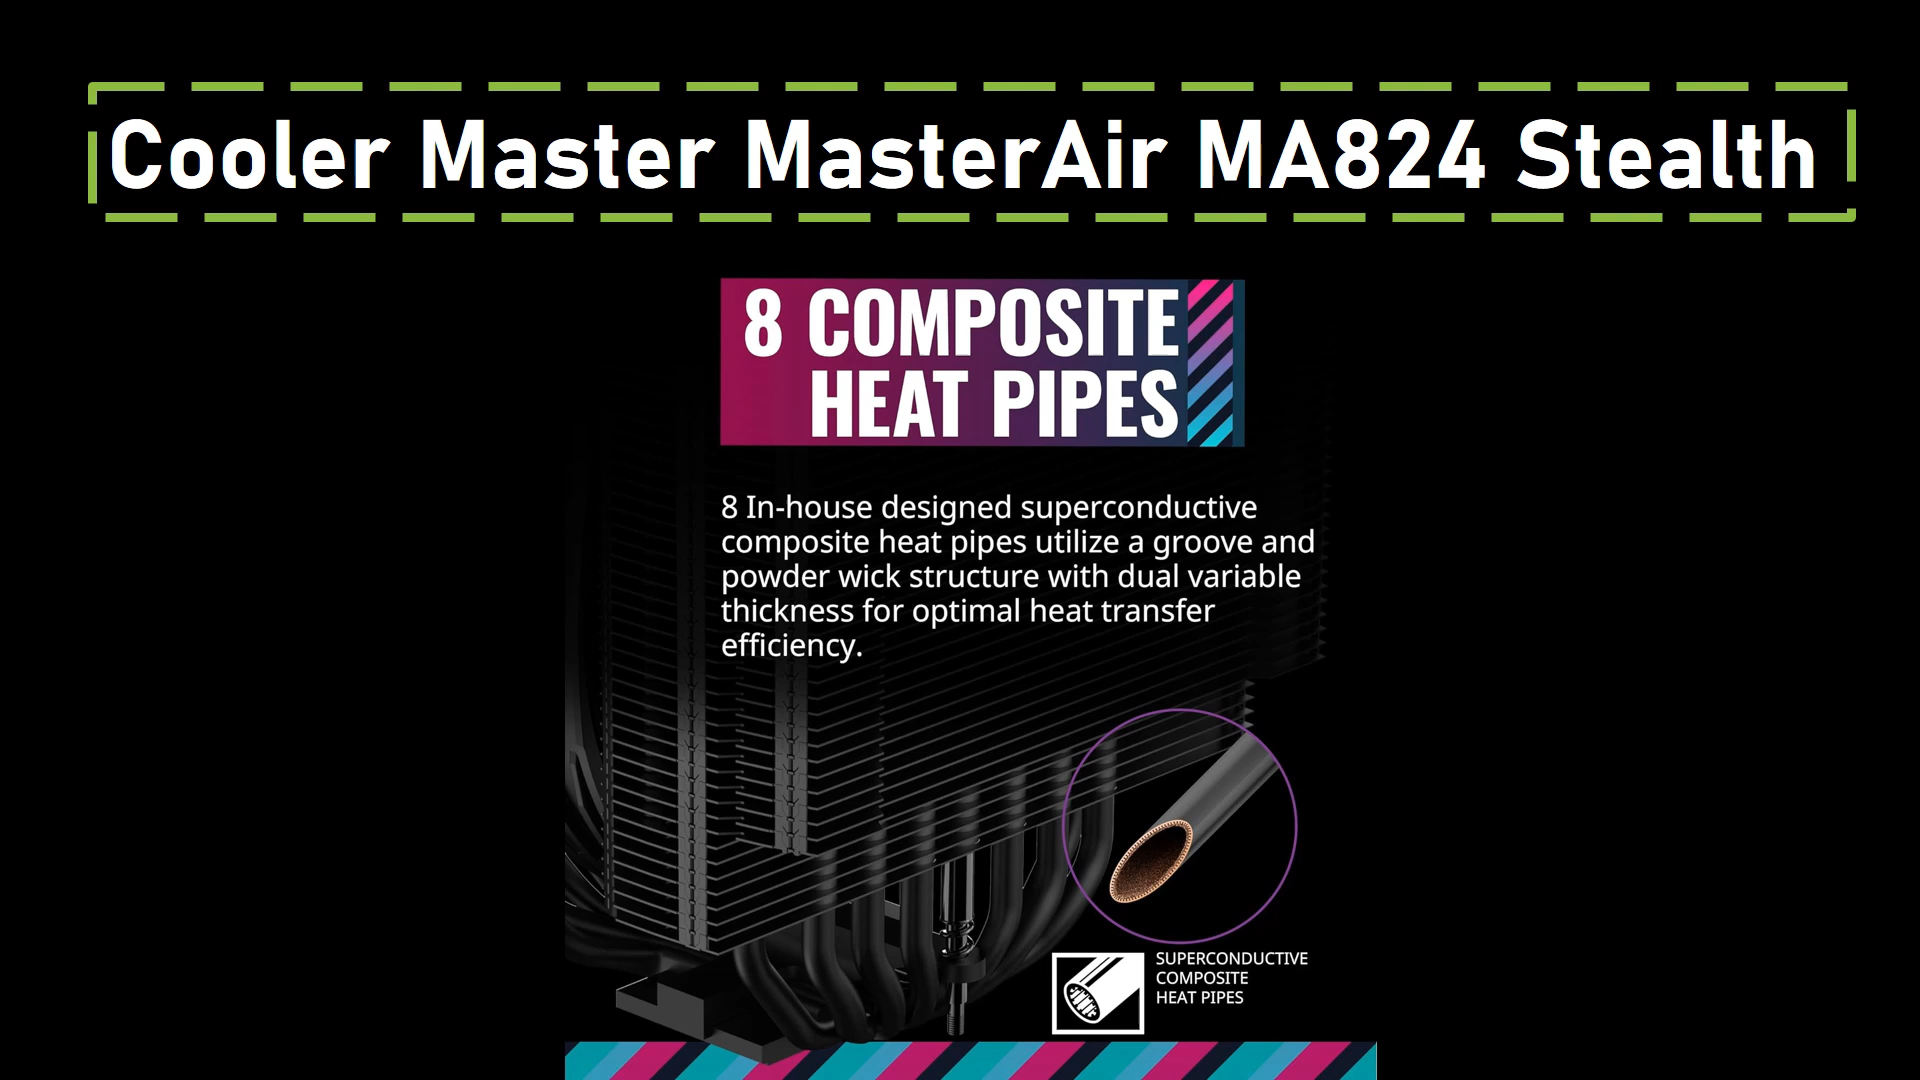 Cooler Master MasterAir MA824 Stealth
8 COMPOSITE
HEAT PIPES
8 In-house designed superconductive
composite heat pipes utilize a groove and
powder wick structure with dual variable
thickness for optimal heat transfer
efficiency.
SUPERCONDUCTIVE
COMPOSITE
HEAT PIPES